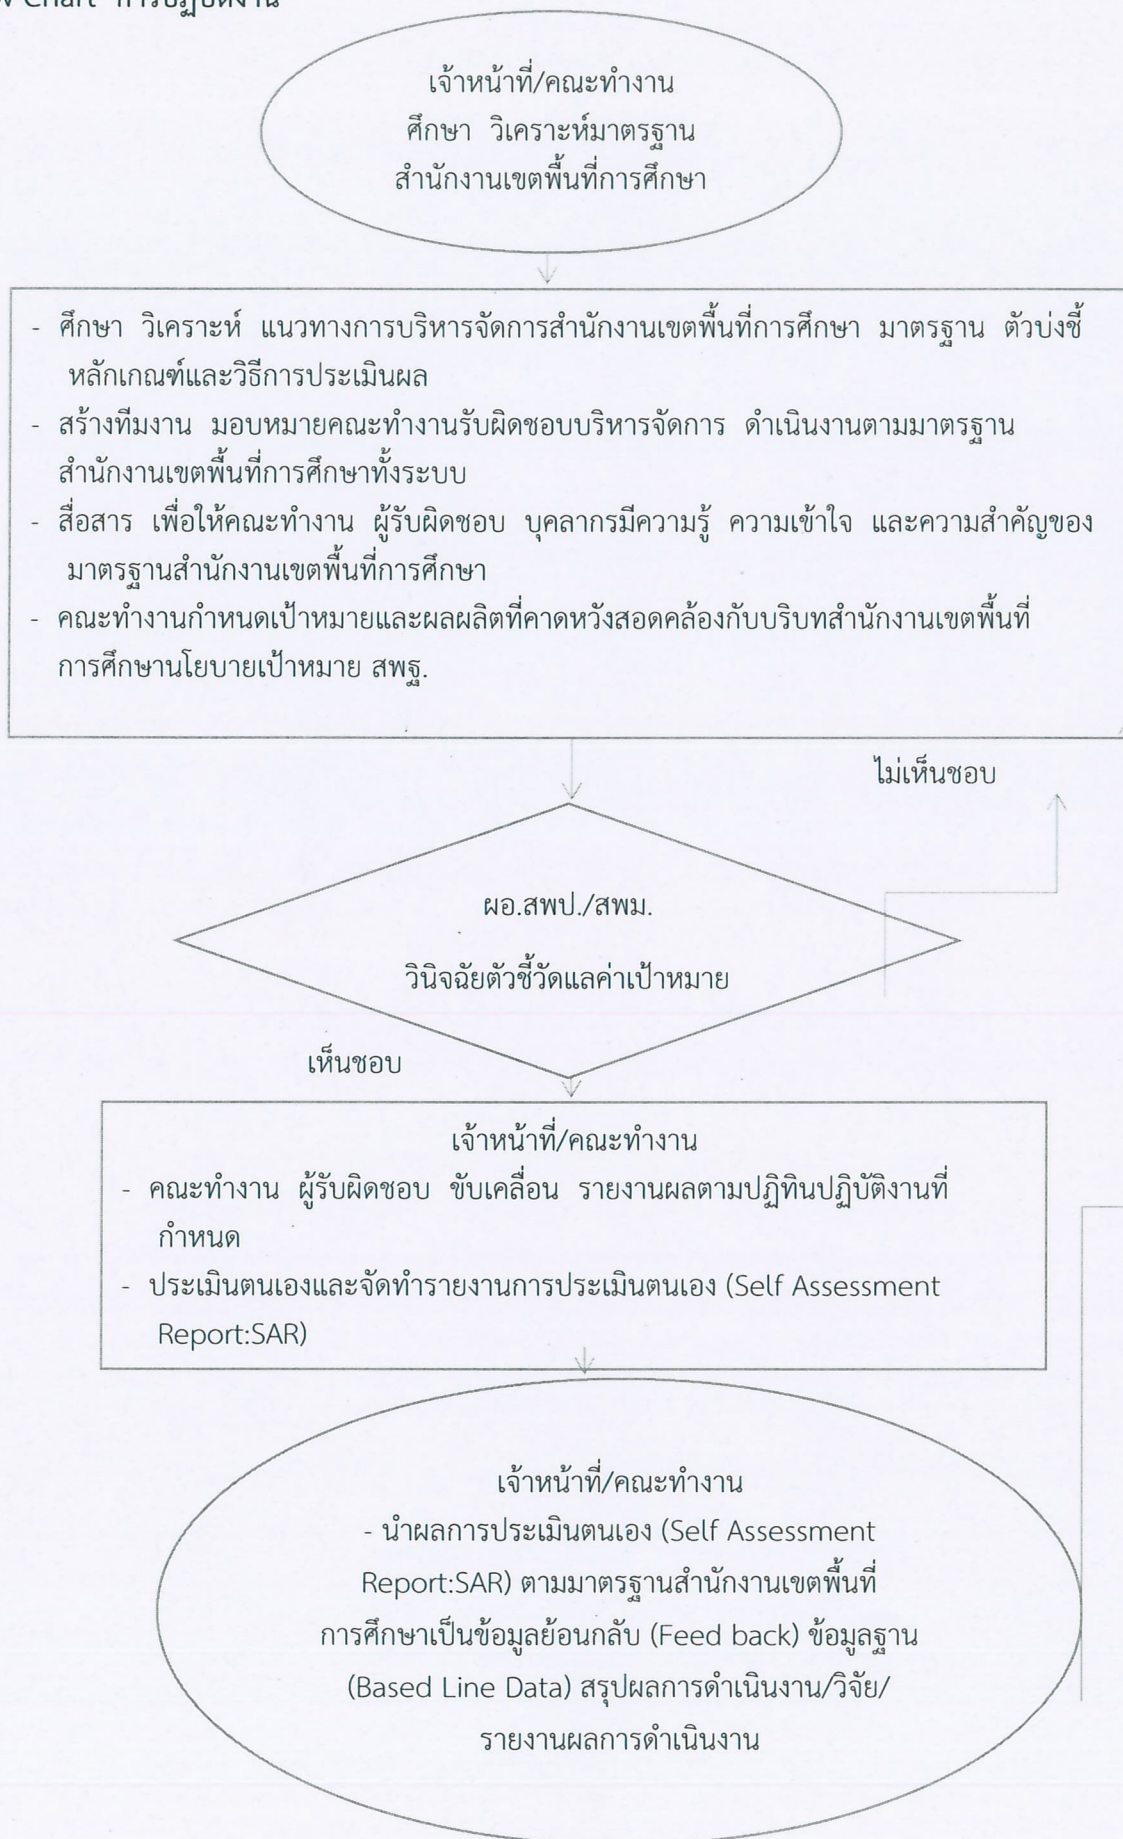 Chart การปฏิบัติงาน
เจ้าหน้าที่/คณะทำงาน
ศึกษา วิเคราะห์มาตรฐาน
สำนักงานเขตพื้นที่การศึกษา
- ศึกษา วิเคราะห์ แนวทางการบริหารจัดการสำนักงานเขตพื้นที่การศึกษา มาตรฐาน ตัวบ่งชี้
หลักเกณฑ์และวิธีการประเมินผล
- สร้างทีมงาน มอบหมายคณะทำงานรับผิดชอบบริหารจัดการ ดำเนินงานตามมาตรฐาน
สำนักงานเขตพื้นที่การศึกษาทั้งระบบ
- สื่อสาร เพื่อให้คณะทำงาน ผู้รับผิดชอบ บุคลากรมีความรู้ ความเข้าใจ และความสำคัญของ
มาตรฐานสำนักงานเขตพื้นที่การศึกษา
- คณะทำงานกำหนดเป้าหมายและผลผลิตที่คาดหวังสอดคล้องกับบริบทสำนักงานเขตพื้นที่
การศึกษานโยบายเป้าหมาย สพฐ.
ไม่เห็นชอบ
ผอ.สพป./สพม.
วินิจฉัยตัวชี้วัดแลค่าเป้าหมาย
เห็นชอบ
เจ้าหน้าที่/คณะทำงาน
- คณะทำงาน ผู้รับผิดชอบ ขับเคลื่อน รายงานผลตามปฏิทินปฏิบัติงานที่
กำหนด
- ประเมินตนเองและจัดทำรายงานการประเมินตนเอง (Self Assessment
Report:SAR)
เจ้าหน้าที่/คณะทำงาน
- นำผลการประเมินตนเอง (Self Assessment
Report:SAR) ตามมาตรฐานสำนักงานเขตพื้นที่
การศึกษาเป็นข้อมูลย้อนกลับ (Feed back) ข้อมูลฐาน
(Based Line Data) สรุปผลการดำเนินงาน/วิจัย/
รายงานผลการดำเนินงาน